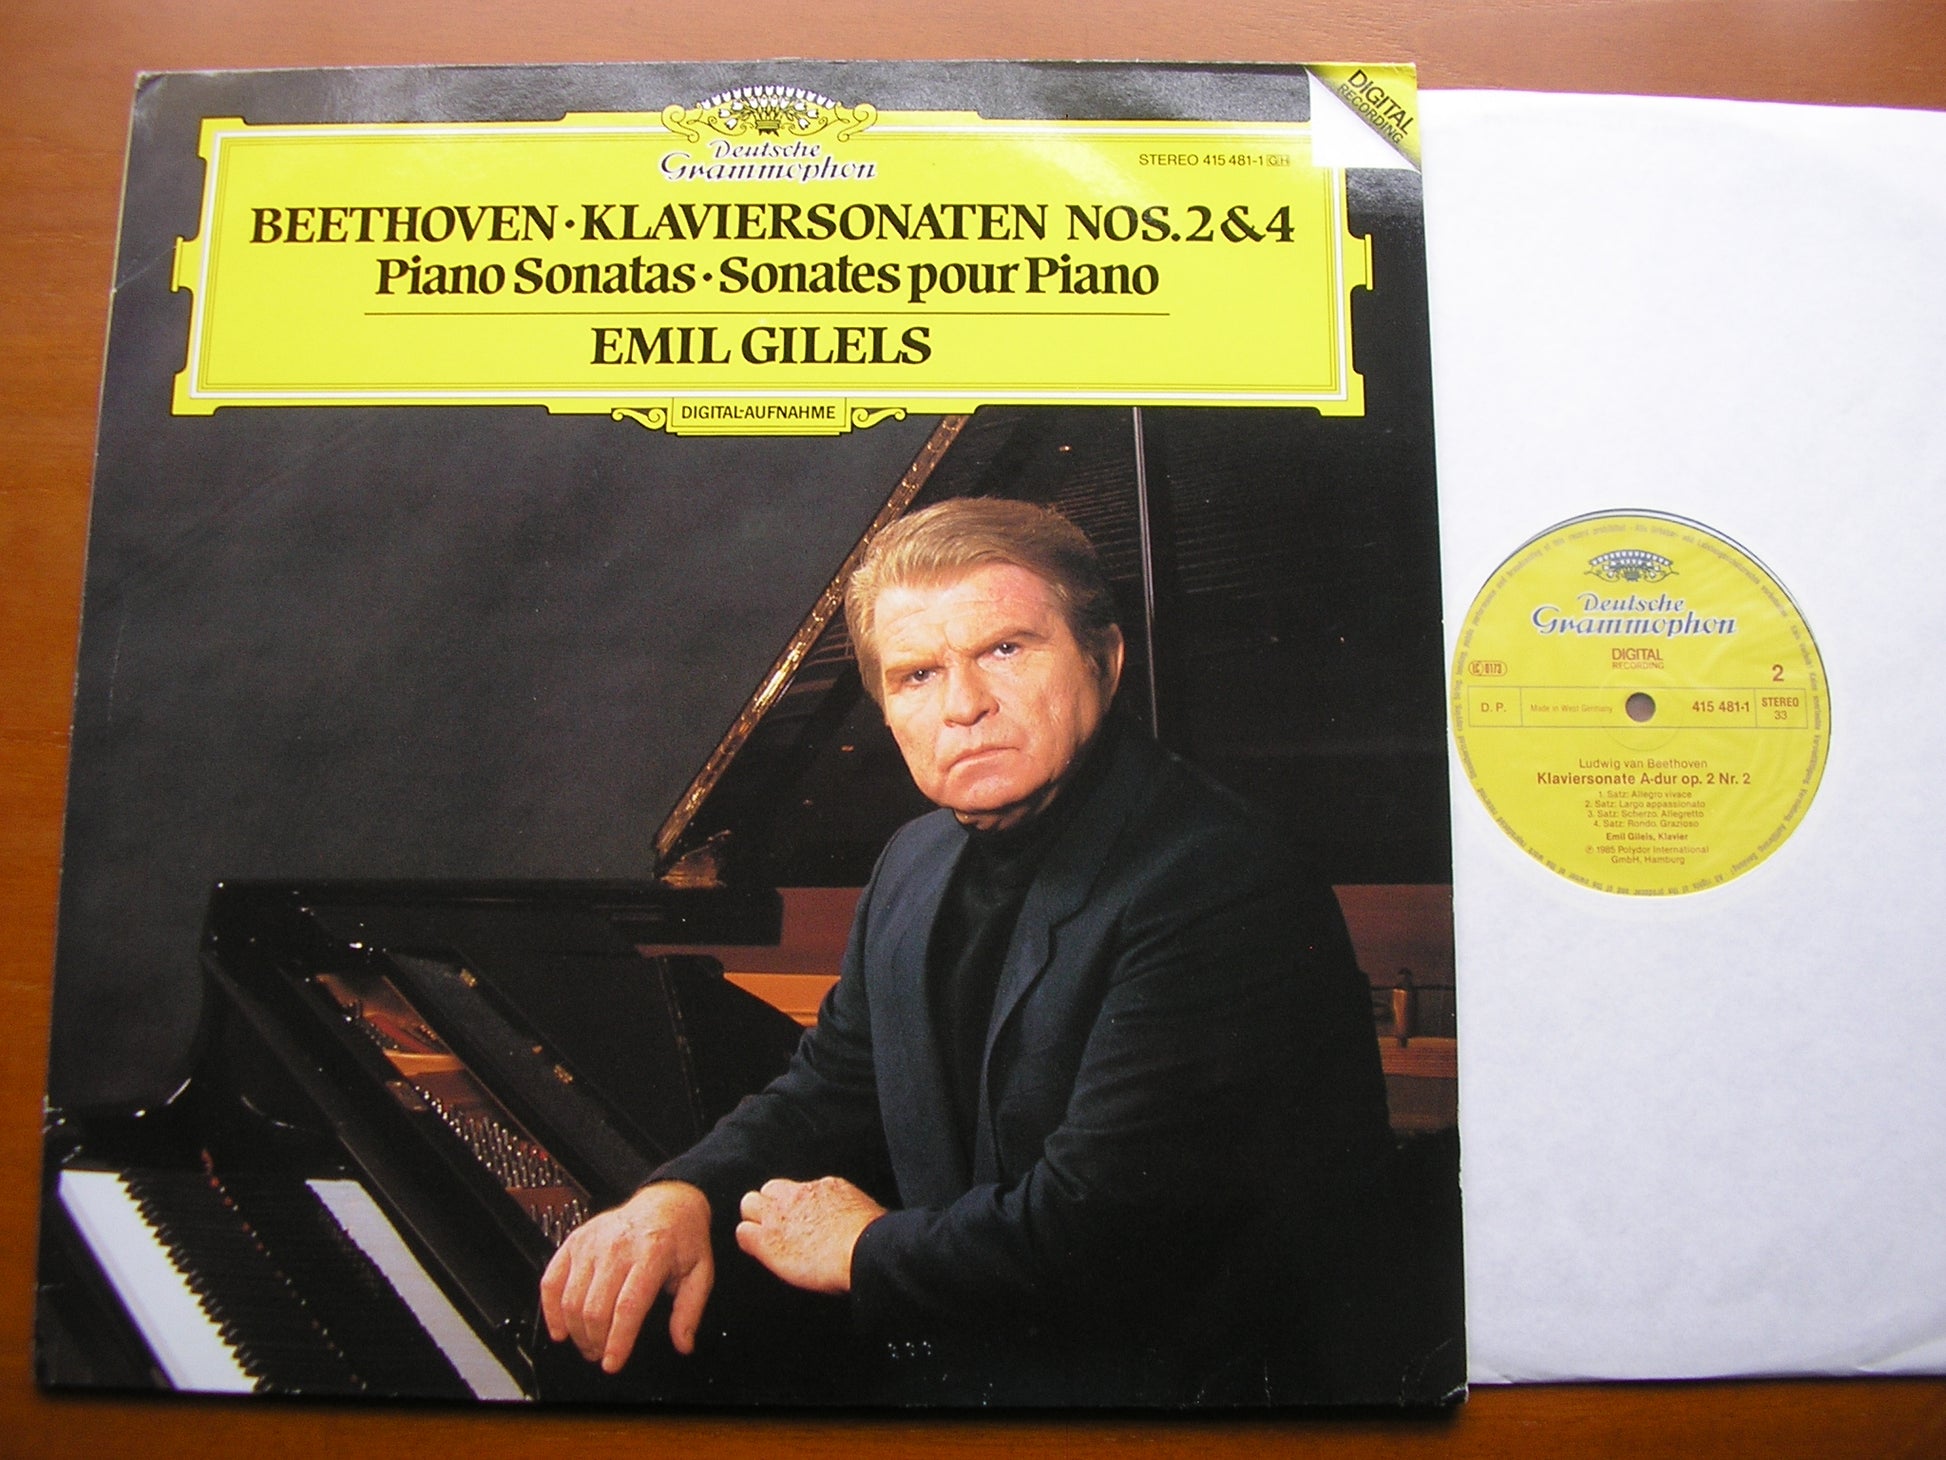 DIGITAL
RECORDING
Deutsche
Grammophon
STEREO 415 481-1 GH
BEETHOVEN·KLAVIERSONATEN NOS.2&4
Piano Sonatas·Sonates pour Piano
EMIL GILELS
DIGITAL-AUFNAHME
Deutsche
Grammophon
DIGITAL
RECORDING
LC 0173
2
D. P.
Made in West Germany
415 481-1
STEREO
33
Ludwig van Beethoven
Klaviersonate A-dur op. 2 Nr. 2
1. Satz: Allegro vivace
2. Satz: Largo appassionato
3. Satz: Scherzo. Allegretto
4. Satz: Rondo. Grazioso
Emil Gilels, Klavier
℗ 1985 Polydor International
GmbH, Hamburg